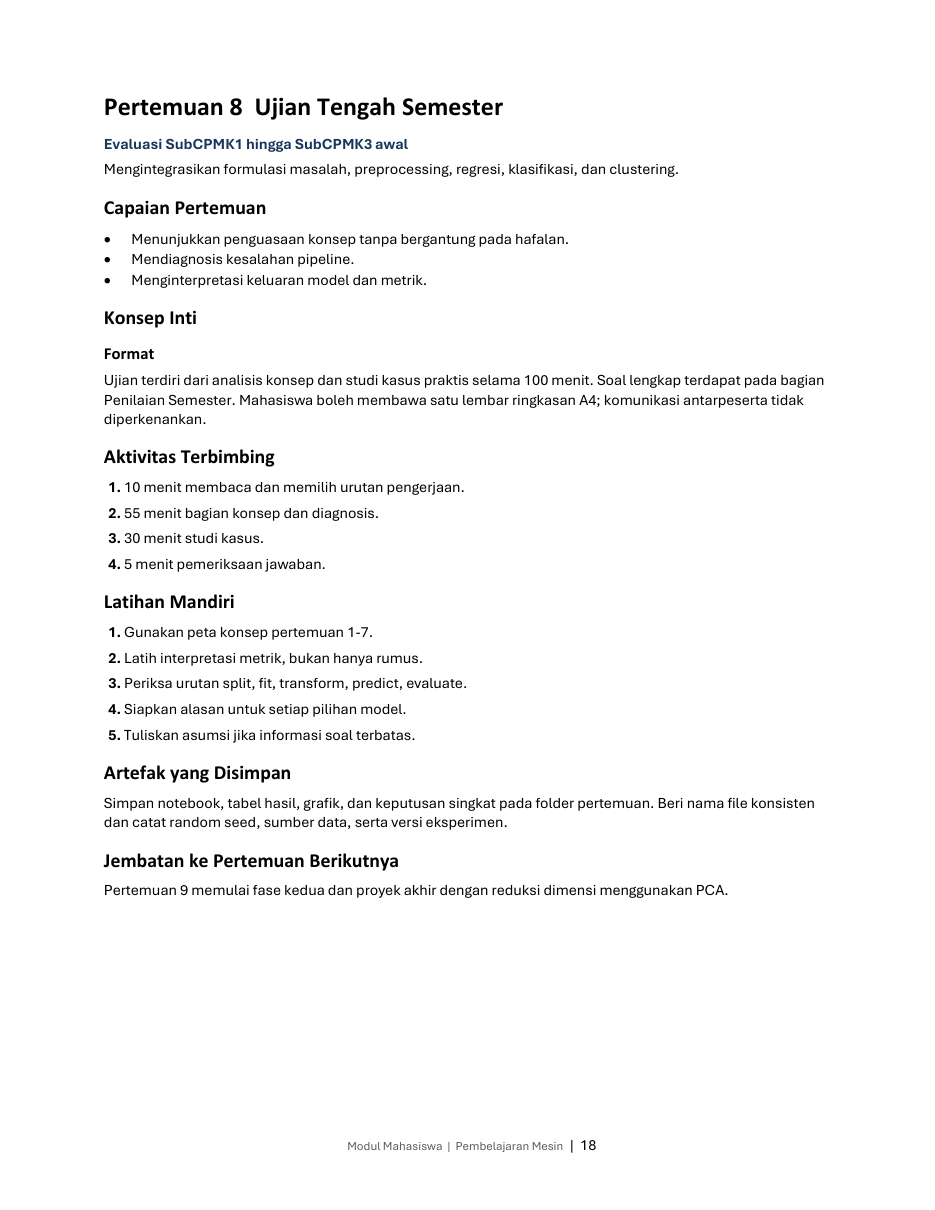 Pertemuan 8  Ujian Tengah Semester
Evaluasi SubCPMK1 hingga SubCPMK3 awal
Mengintegrasikan formulasi masalah, preprocessing, regresi, klasifikasi, dan clustering.
Capaian Pertemuan
• Menunjukkan penguasaan konsep tanpa bergantung pada hafalan.
• Mendiagnosis kesalahan pipeline.
• Menginterpretasi keluaran model dan metrik.
Konsep Inti
Format
Ujian terdiri dari analisis konsep dan studi kasus praktis selama 100 menit. Soal lengkap terdapat pada bagian
Penilaian Semester. Mahasiswa boleh membawa satu lembar ringkasan A4; komunikasi antarpeserta tidak
diperkenankan.
Aktivitas Terbimbing
1. 10 menit membaca dan memilih urutan pengerjaan.
2. 55 menit bagian konsep dan diagnosis.
3. 30 menit studi kasus.
4. 5 menit pemeriksaan jawaban.
Latihan Mandiri
1. Gunakan peta konsep pertemuan 1-7.
2. Latih interpretasi metrik, bukan hanya rumus.
3. Periksa urutan split, fit, transform, predict, evaluate.
4. Siapkan alasan untuk setiap pilihan model.
5. Tuliskan asumsi jika informasi soal terbatas.
Artefak yang Disimpan
Simpan notebook, tabel hasil, grafik, dan keputusan singkat pada folder pertemuan. Beri nama file konsisten
dan catat random seed, sumber data, serta versi eksperimen.
Jembatan ke Pertemuan Berikutnya
Pertemuan 9 memulai fase kedua dan proyek akhir dengan reduksi dimensi menggunakan PCA.
Modul Mahasiswa | Pembelajaran Mesin | 18